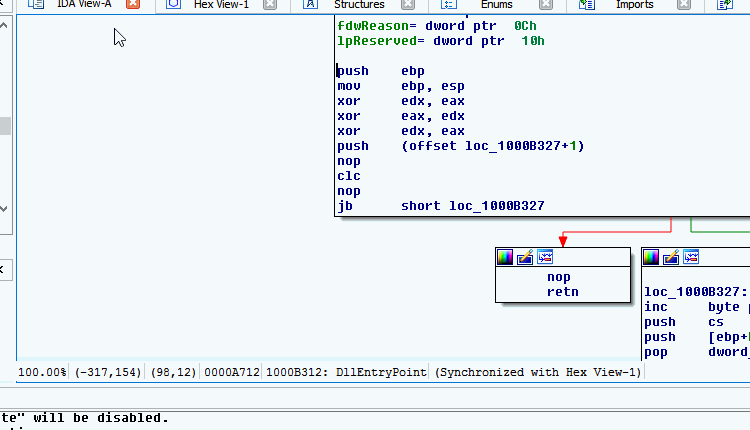 IDA View-A Hex View-1 Structures Enums Imports
fdwReason= dword ptr 0Ch
lpReserved= dword ptr 10h
push ebp
mov ebp, esp
xor edx, eax
xor eax, edx
xor edx, eax
push (offset loc_1000B327+1)
nop
clc
nop
jb short loc_1000B327
nop
retn
loc_1000B327:
inc byte
push cs
push [ebp+
pop dword_
100.00% (-317,154) (98,12) 0000A712 1000B312: DllEntryPoint (Synchronized with Hex View-1)
te" will be disabled.